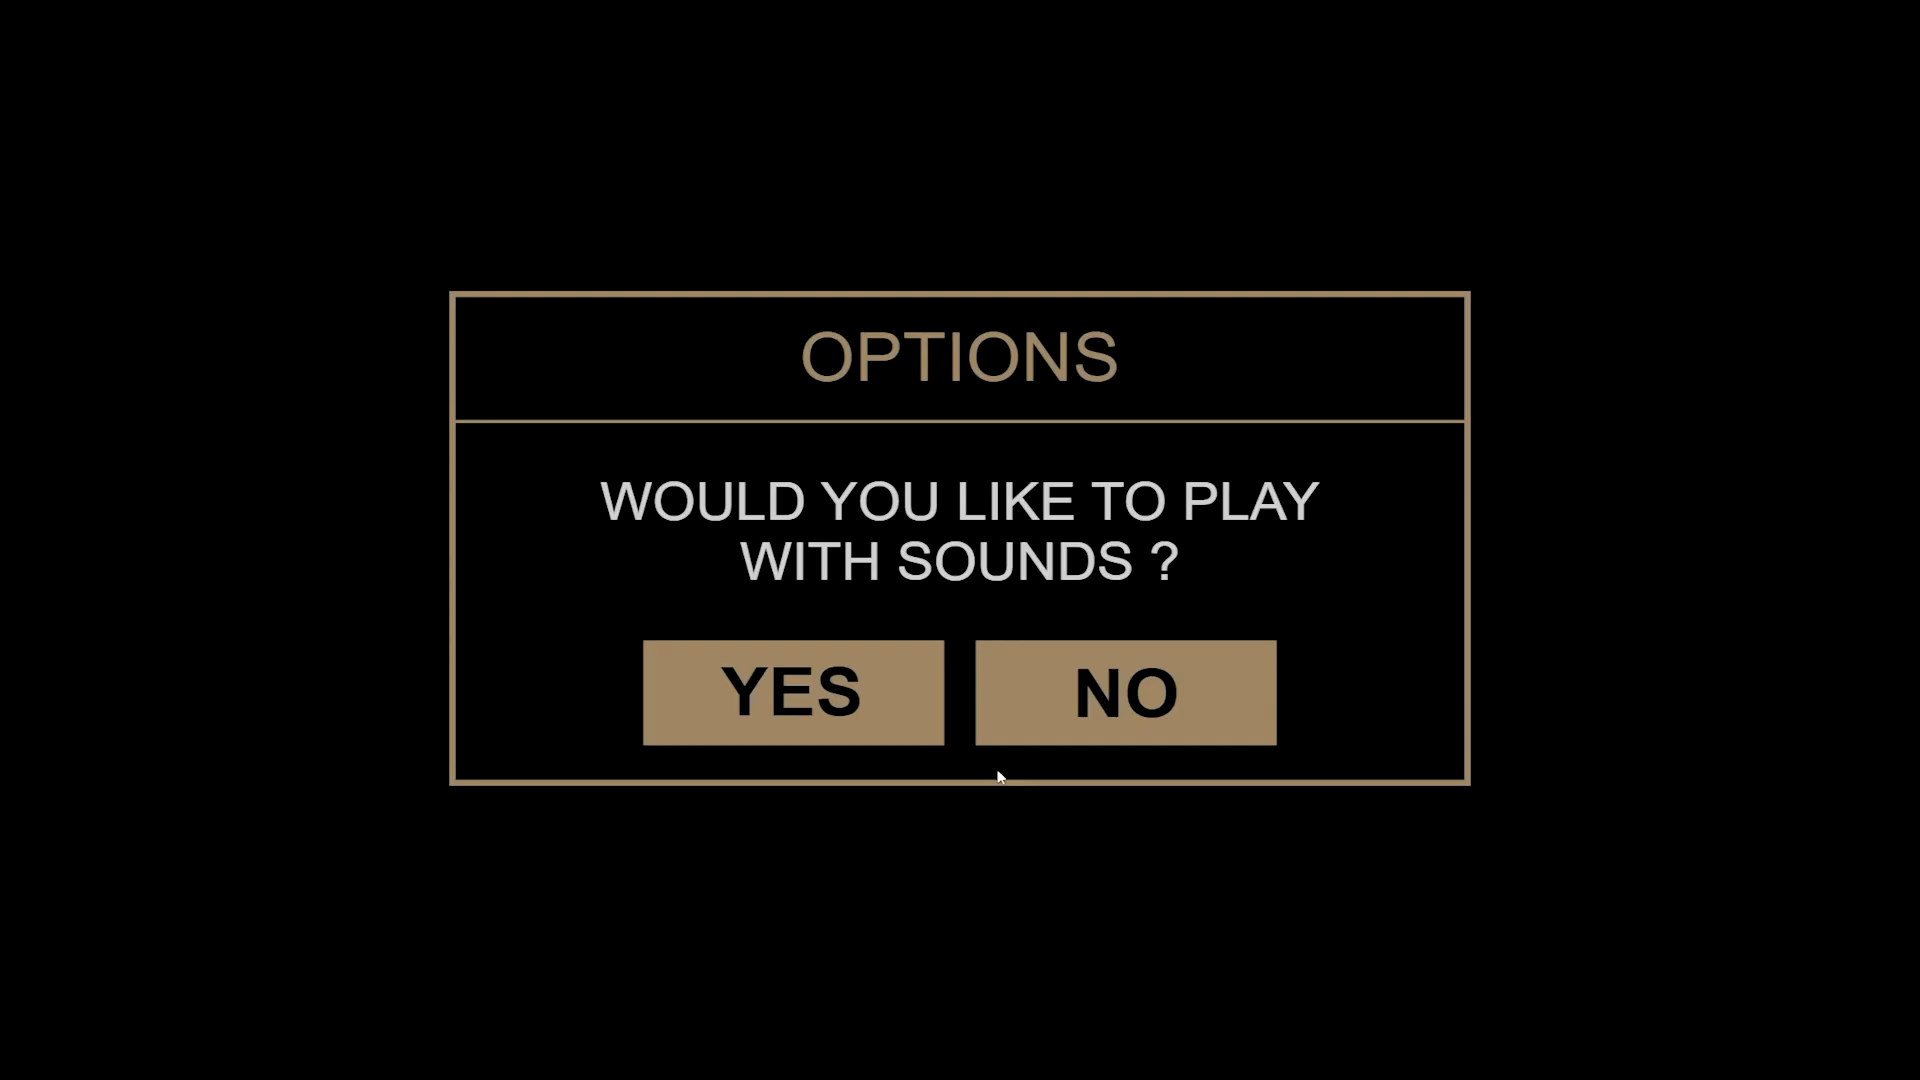 OPTIONS
WOULD YOU LIKE TO PLAY
WITH SOUNDS ?
YES
NO